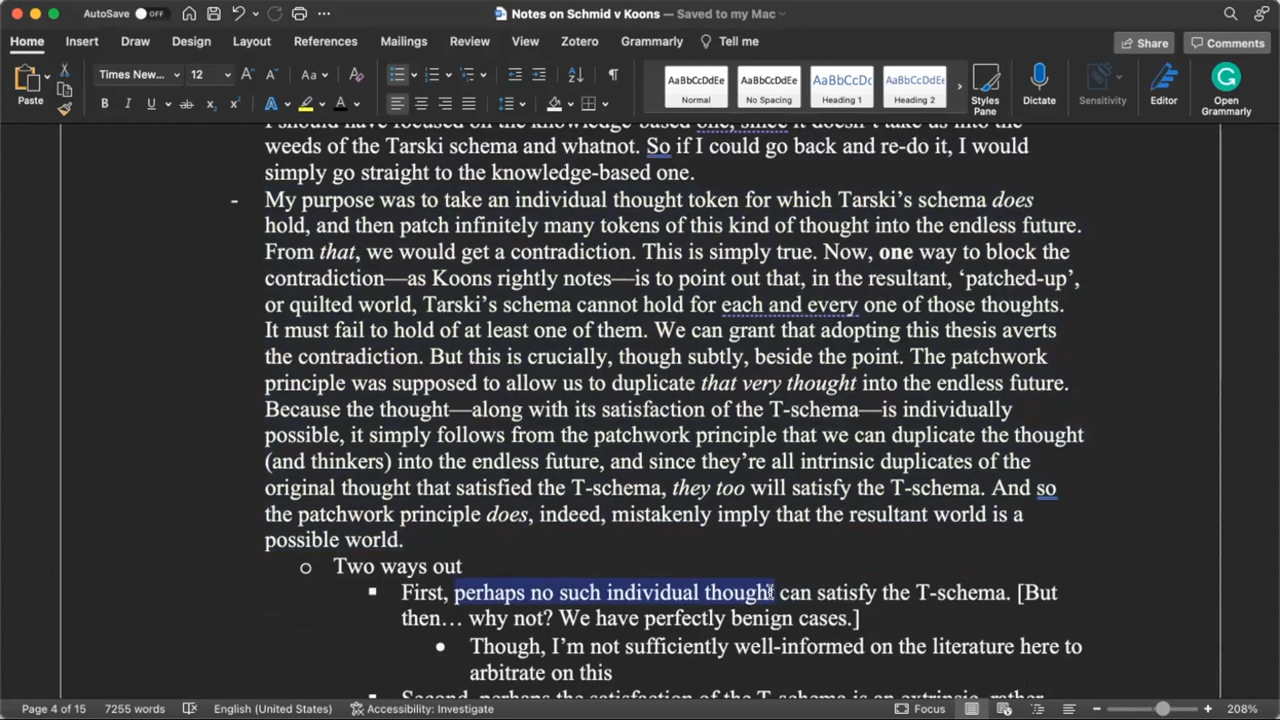 AutoSave OFF
Notes on Schmid v Koons — Saved to my Mac
Home Insert Draw Design Layout References Mailings Review View Zotero Grammarly Tell me Share Comments
Paste
Times New... 12
AaBbCcDdEe Normal
AaBbCcDdEe No Spacing
AaBbCcDc Heading 1
AaBbCcDdEe Heading 2
Styles Pane
Dictate
Sensitivity
Editor
Open Grammarly
weeds of the Tarski schema and whatnot. So if I could go back and re-do it, I would
simply go straight to the knowledge-based one.
- My purpose was to take an individual thought token for which Tarski’s schema does
hold, and then patch infinitely many tokens of this kind of thought into the endless future.
From that, we would get a contradiction. This is simply true. Now, one way to block the
contradiction—as Koons rightly notes—is to point out that, in the resultant, ‘patched-up’,
or quilted world, Tarski’s schema cannot hold for each and every one of those thoughts.
It must fail to hold of at least one of them. We can grant that adopting this thesis averts
the contradiction. But this is crucially, though subtly, beside the point. The patchwork
principle was supposed to allow us to duplicate that very thought into the endless future.
Because the thought—along with its satisfaction of the T-schema—is individually
possible, it simply follows from the patchwork principle that we can duplicate the thought
(and thinkers) into the endless future, and since they’re all intrinsic duplicates of the
original thought that satisfied the T-schema, they too will satisfy the T-schema. And so
the patchwork principle does, indeed, mistakenly imply that the resultant world is a
possible world.
o Two ways out
▪ First, perhaps no such individual thought can satisfy the T-schema. [But
then… why not? We have perfectly benign cases.]
• Though, I’m not sufficiently well-informed on the literature here to
arbitrate on this
Page 4 of 15 7255 words English (United States) Accessibility: Investigate Focus 208%